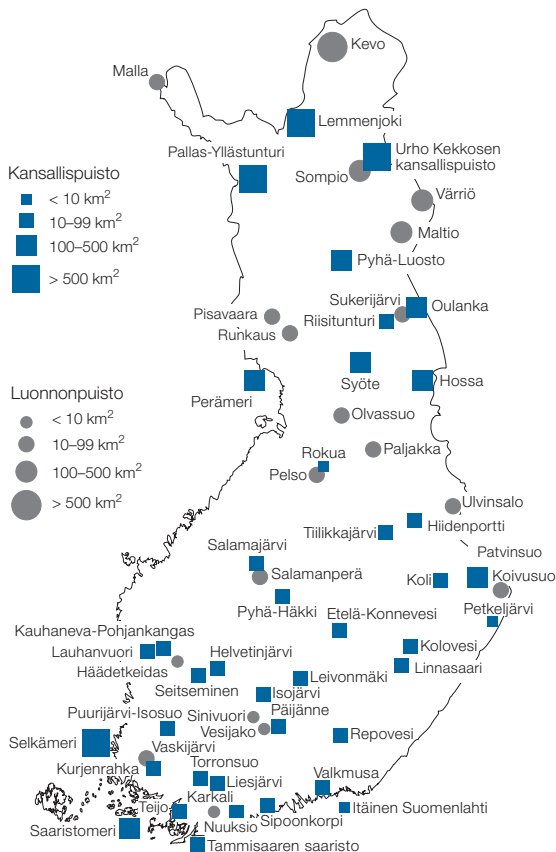 Kevo
Malla
Lemmenjoki
Pallas-Yllästunturi
Urho Kekkosen
kansallispuisto
Sompio
Kansallispuisto
< 10 km²
10–99 km²
100–500 km²
> 500 km²
Värriö
Maltio
Pyhä-Luosto
Sukerijärvi
Oulanka
Pisavaara
Riisitunturi
Runkaus
Syöte
Hossa
Perämeri
Luonnonpuisto
< 10 km²
10–99 km²
100–500 km²
> 500 km²
Olvassuo
Paljakka
Rokua
Pelso
Ulvinsalo
Hiidenportti
Tiilikkajärvi
Salamajärvi
Salamanperä
Patvinsuo
Koli
Koivusuo
Pyhä-Häkki
Etelä-Konnevesi
Petkeljärvi
Kauhaneva-Pohjankangas
Lauhanvuori
Helvetinjärvi
Kolovesi
Häädetkeidas
Linnasaari
Seitseminen
Leivonmäki
Isojärvi
Puurijärvi-Isosuo
Sinivuori
Päijänne
Vesijako
Selkämeri
Repovesi
Vaskijärvi
Kurjenrahka
Torronsuo
Liesjärvi
Valkmusa
Teijo
Karkali
Itäinen Suomenlahti
Sipoonkorpi
Saaristomeri
Nuuksio
Tammisaaren saaristo